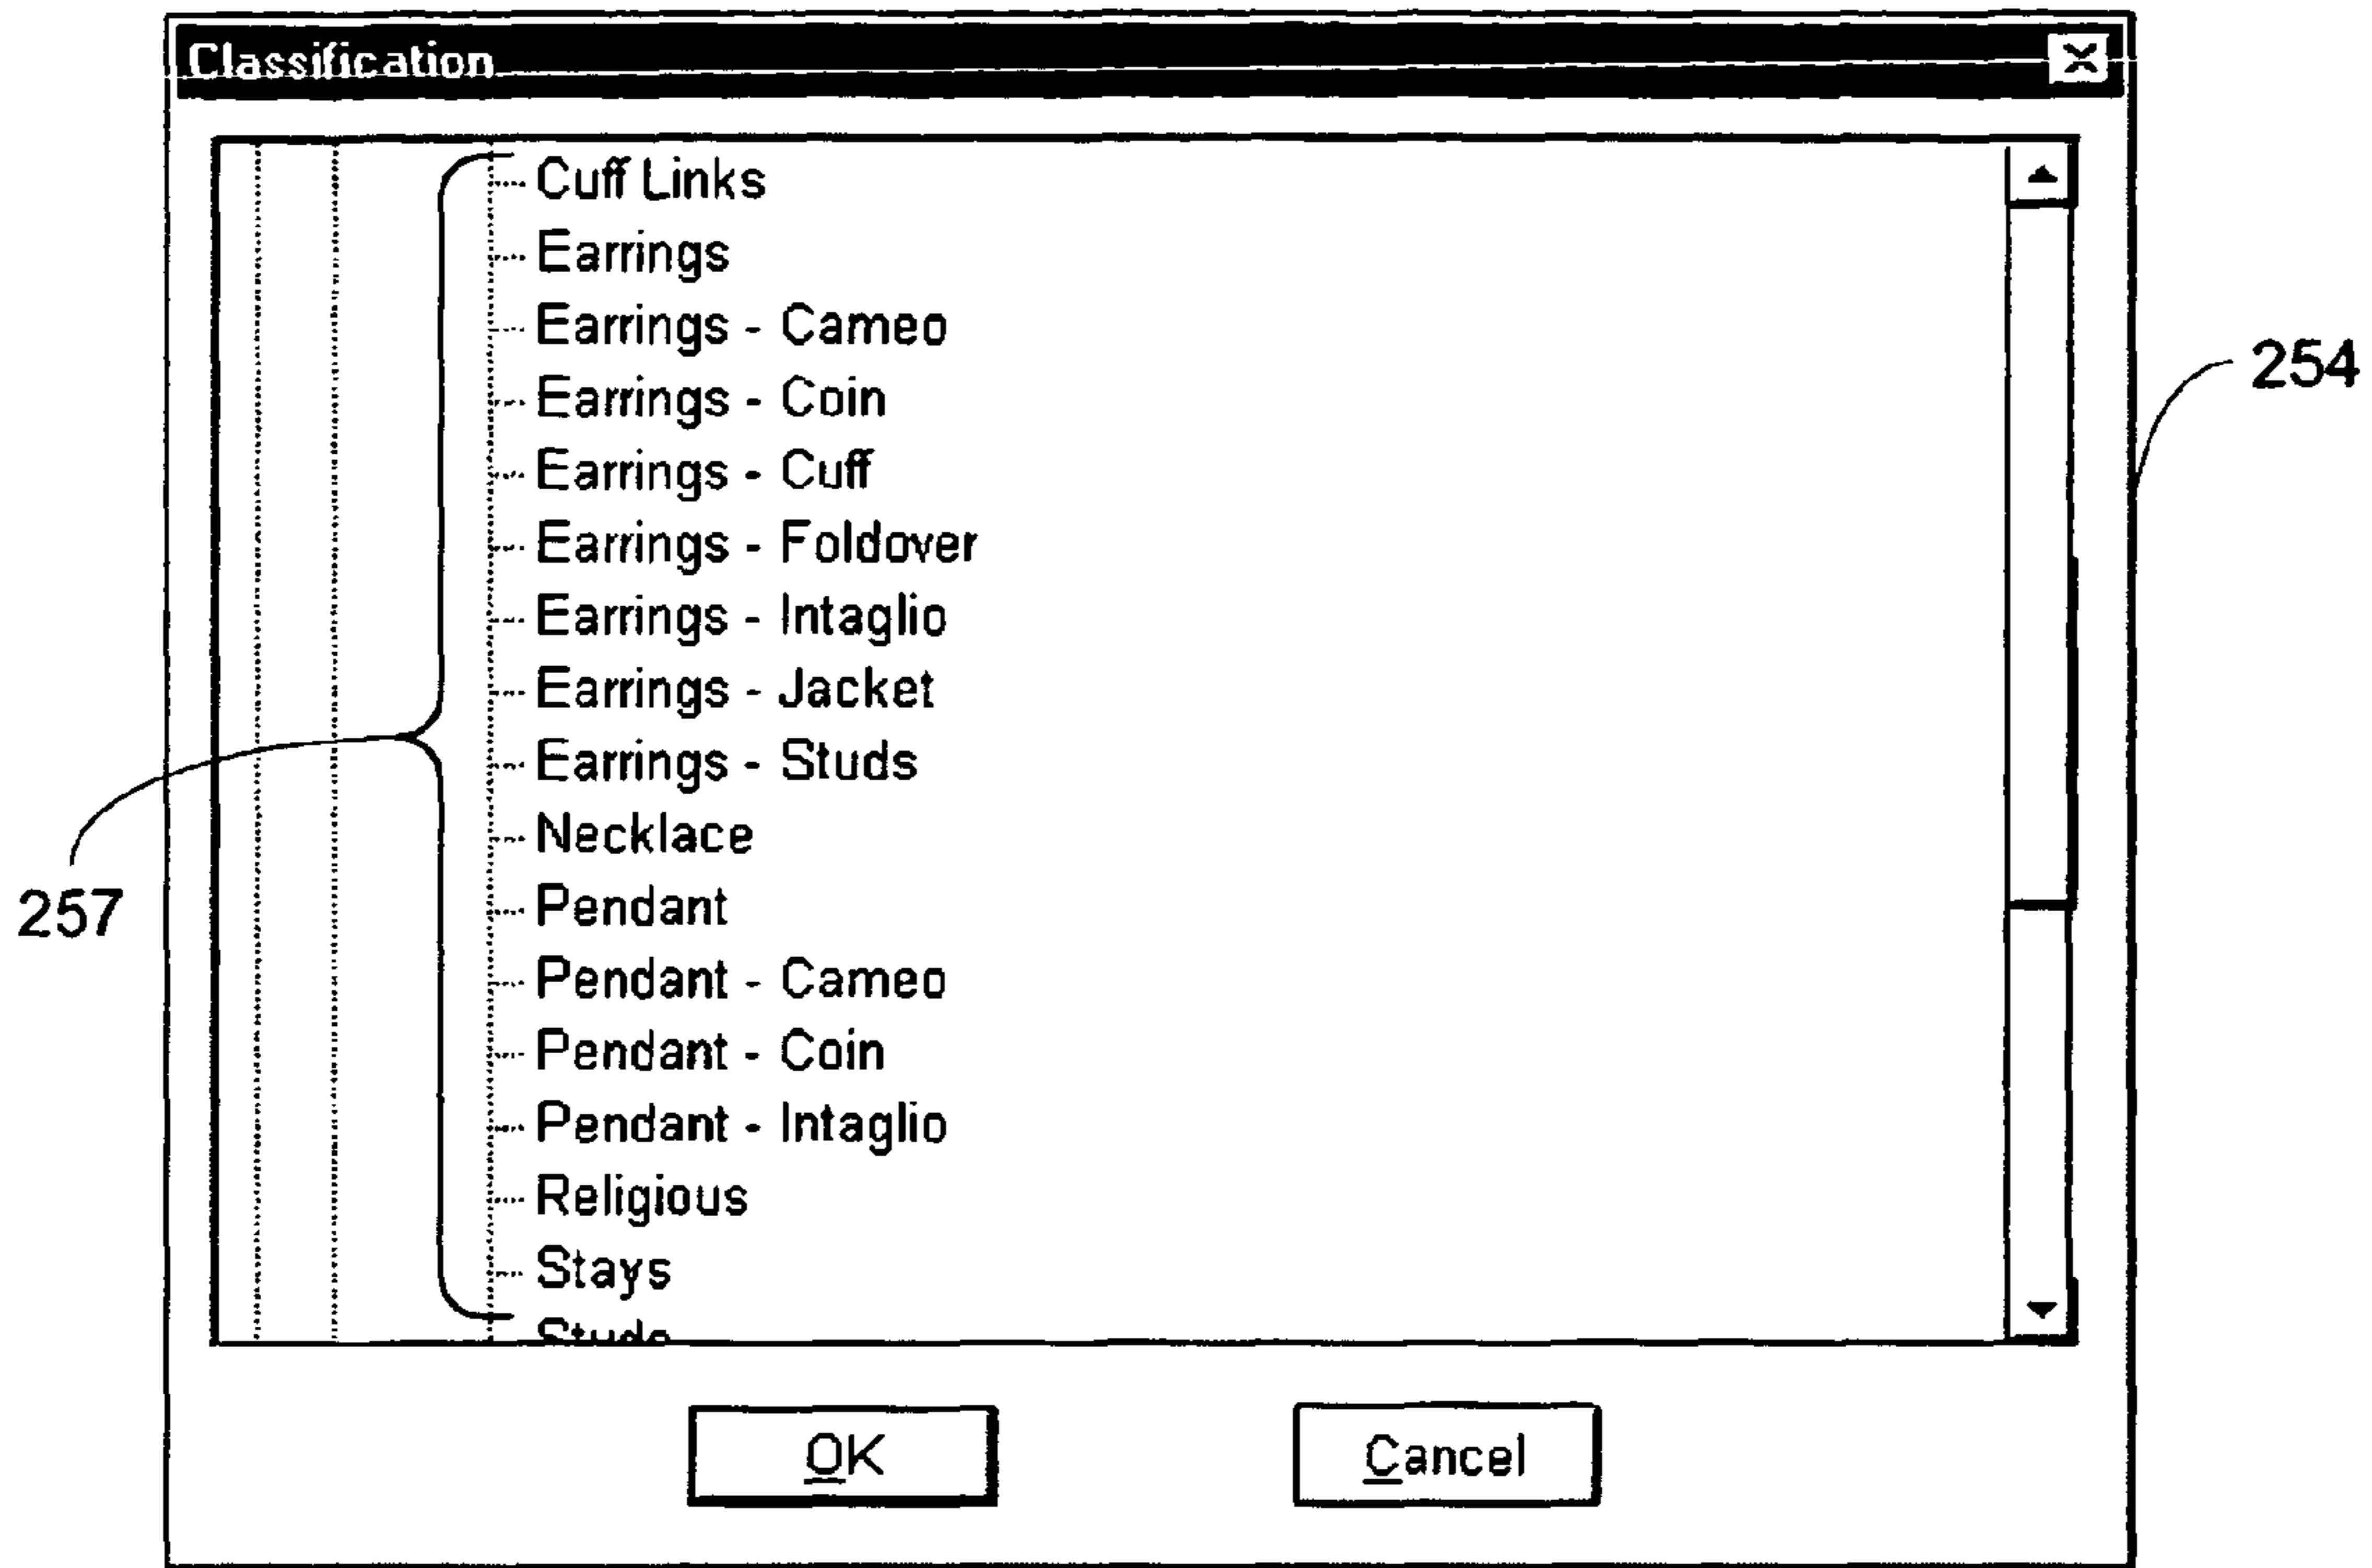 Classification
Cuff Links
Earrings
Earrings - Cameo
Earrings - Coin
Earrings - Cuff
Earrings - Foldover
Earrings - Intaglio
Earrings - Jacket
Earrings - Studs
Necklace
Pendant
Pendant - Cameo
Pendant - Coin
Pendant - Intaglio
Religious
Stays
Studs
OK
Cancel
254
257